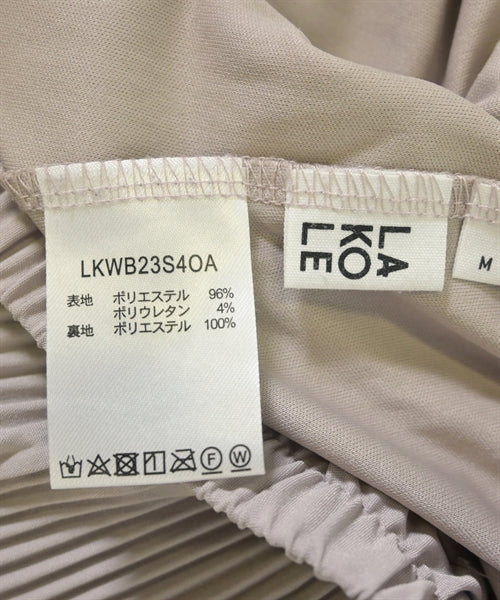 LKWB23S4OA
表地 ポリエステル 96%
ポリウレタン 4%
裏地 ポリエステル 100%
F W
LA
KO
LE
M